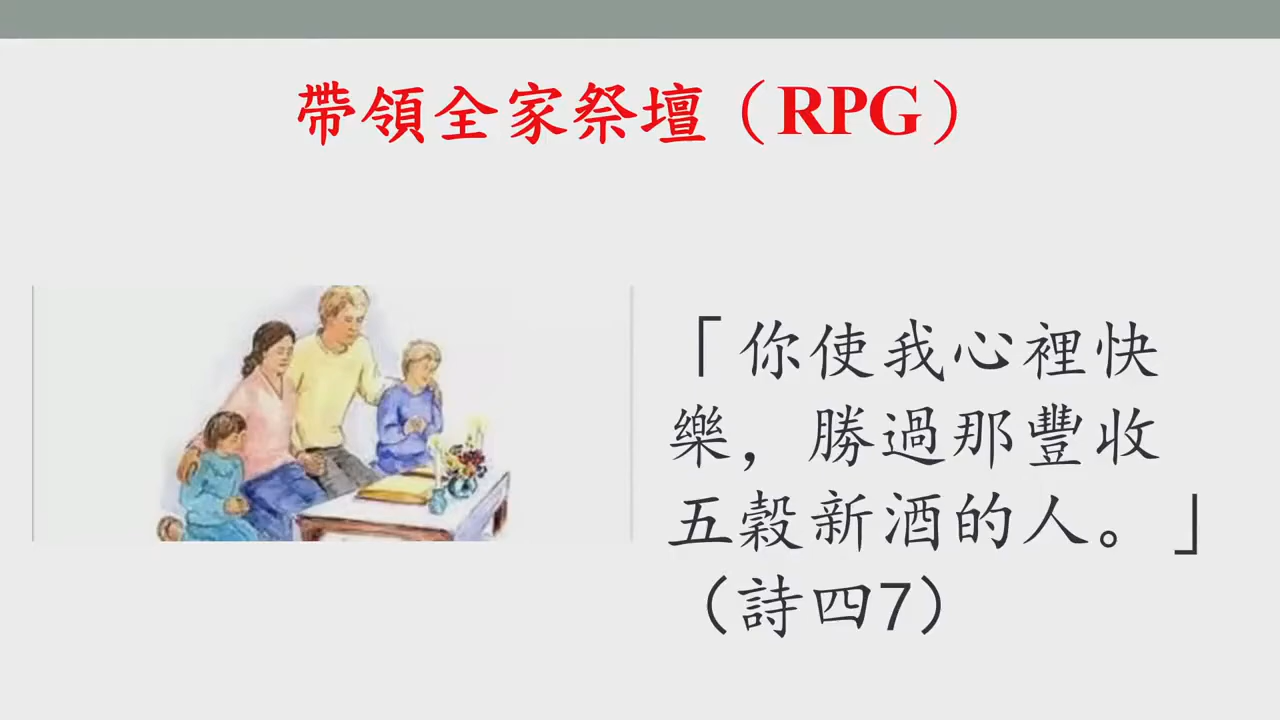 帶領全家祭壇（RPG）
「你使我心裡快
樂，勝過那豐收
五穀新酒的人。」
（詩四7）